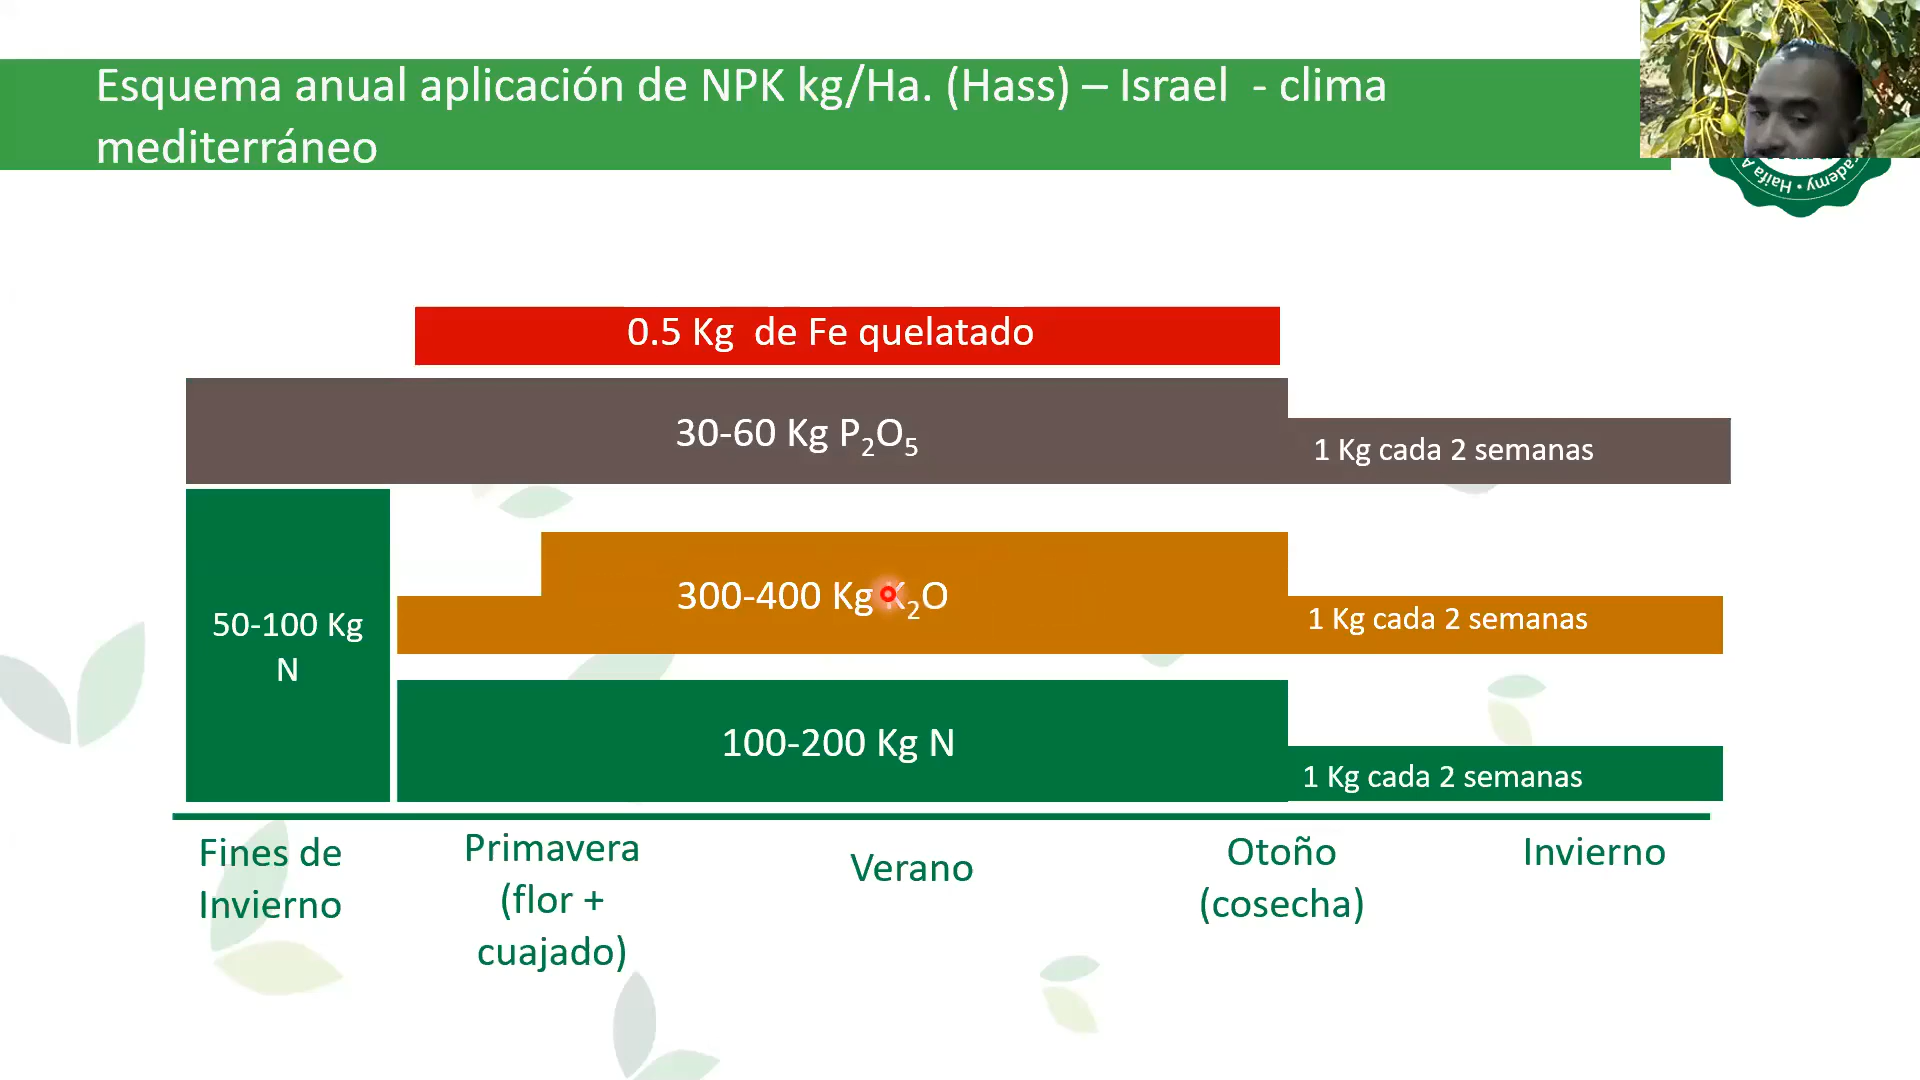 Esquema anual aplicación de NPK kg/Ha. (Hass) – Israel - clima
mediterráneo
ademy • Haifa A
0.5 Kg de Fe quelatado
30-60 Kg P₂O₅
1 Kg cada 2 semanas
300-400 Kg K₂O
1 Kg cada 2 semanas
50-100 Kg
N
100-200 Kg N
1 Kg cada 2 semanas
Fines de
Invierno
Primavera
(flor +
cuajado)
Verano
Otoño
(cosecha)
Invierno